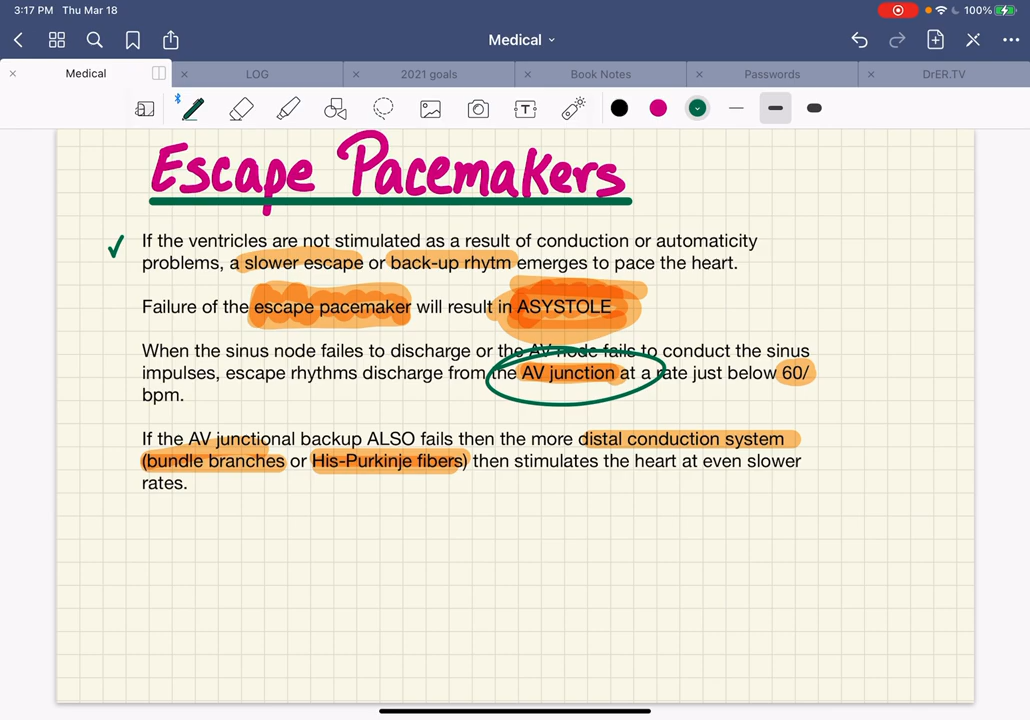 3:17 PM Thu Mar 18
100%
Medical
Medical
LOG
2021 goals
Book Notes
Passwords
DrER.TV
T
Escape Pacemakers
If the ventricles are not stimulated as a result of conduction or automaticity
problems, a slower escape or back-up rhytm emerges to pace the heart.
Failure of the escape pacemaker will result in ASYSTOLE
When the sinus node failes to discharge or the AV node fails to conduct the sinus
impulses, escape rhythms discharge from the AV junction at a rate just below 60/
bpm.
If the AV junctional backup ALSO fails then the more distal conduction system
(bundle branches or His-Purkinje fibers) then stimulates the heart at even slower
rates.